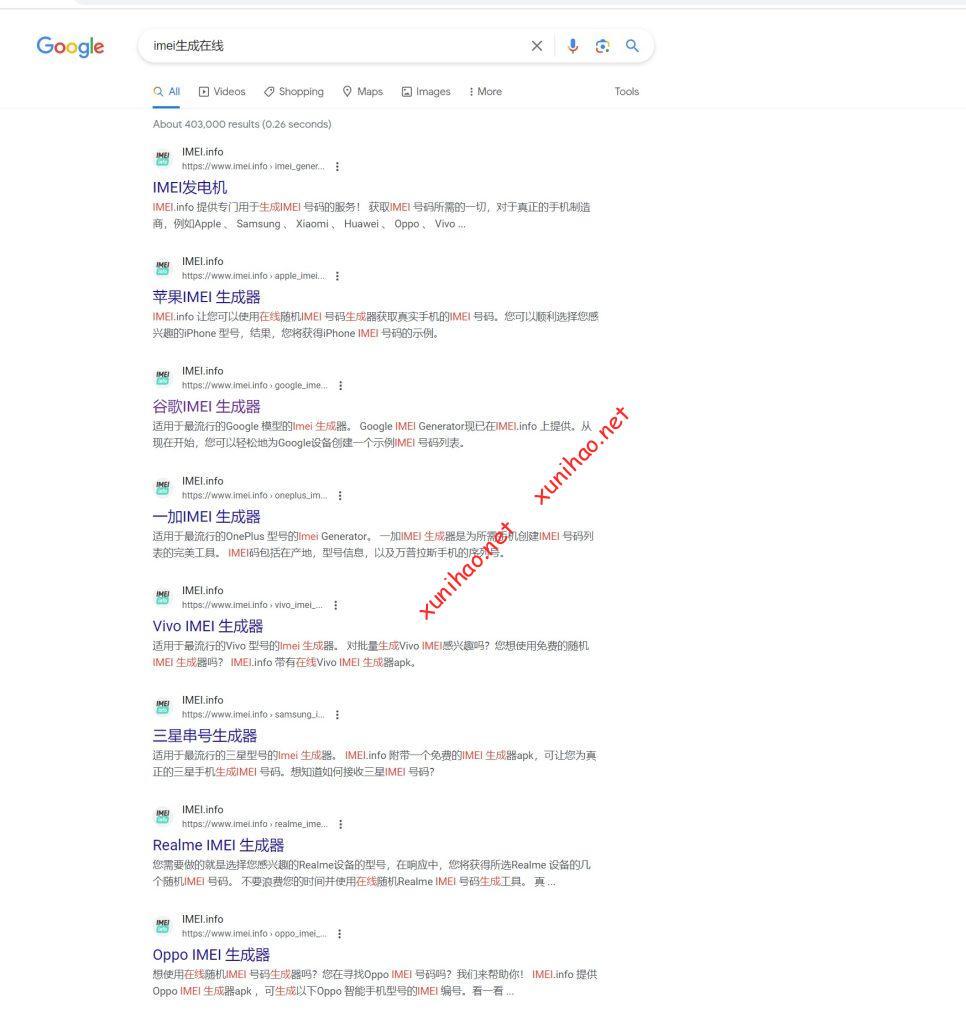 Google
imei生成在线
All Videos Shopping Maps Images More Tools
About 403,000 results (0.26 seconds)
IMEI.info
https://www.imei.info › imei_gener...
IMEI发电机
IMEI.info 提供专门用于生成IMEI 号码的服务！ 获取IMEI 号码所需的一切，对于真正的手机制造
商，例如Apple 、 Samsung 、 Xiaomi 、 Huawei 、 Oppo 、 Vivo ...
IMEI.info
https://www.imei.info › apple_imei...
苹果IMEI 生成器
IMEI.info 让您可以使用在线随机IMEI 号码生成器获取真实手机的IMEI 号码。您可以顺利选择您感
兴趣的iPhone 型号，结果，您将获得iPhone IMEI 号码的示例。
IMEI.info
https://www.imei.info › google_ime...
谷歌IMEI 生成器
适用于最流行的Google 模型的Imei 生成器。 Google IMEI Generator现已在IMEI.info 上提供。从
现在开始，您可以轻松地为Google设备创建一个示例IMEI 号码列表。
xunihao.net
IMEI.info
https://www.imei.info › oneplus_im...
一加IMEI 生成器
适用于最流行的OnePlus 型号的Imei Generator。 一加IMEI 生成器是为所需手机创建IMEI 号码列
表的完美工具。 IMEI码包括在产地，型号信息，以及万普拉斯手机的序列号。
xunihao.net
IMEI.info
https://www.imei.info › vivo_imei_...
Vivo IMEI 生成器
适用于最流行的Vivo 型号的Imei 生成器。 对批量生成Vivo IMEI感兴趣吗？您想使用免费的随机
IMEI 生成器吗？ IMEI.info 带有在线Vivo IMEI 生成器apk。
IMEI.info
https://www.imei.info › samsung_i...
三星串号生成器
适用于最流行的三星型号的Imei 生成器。 IMEI.info 附带一个免费的IMEI 生成器apk，可让您为真
正的三星手机生成IMEI 号码。想知道如何接收三星IMEI 号码？
IMEI.info
https://www.imei.info › realme_ime...
Realme IMEI 生成器
您需要做的就是选择您感兴趣的Realme设备的型号，在响应中，您将获得所选Realme 设备的几
个随机IMEI 号码。 不要浪费您的时间并使用在线随机Realme IMEI 号码生成工具。 真 ...
IMEI.info
https://www.imei.info › oppo_imei_...
Oppo IMEI 生成器
想使用在线随机IMEI 号码生成器吗？您在寻找Oppo IMEI 号码吗？我们来帮助你！ IMEI.info 提供
Oppo IMEI 生成器apk ，可生成以下Oppo 智能手机型号的IMEI 编号。看一看 ...